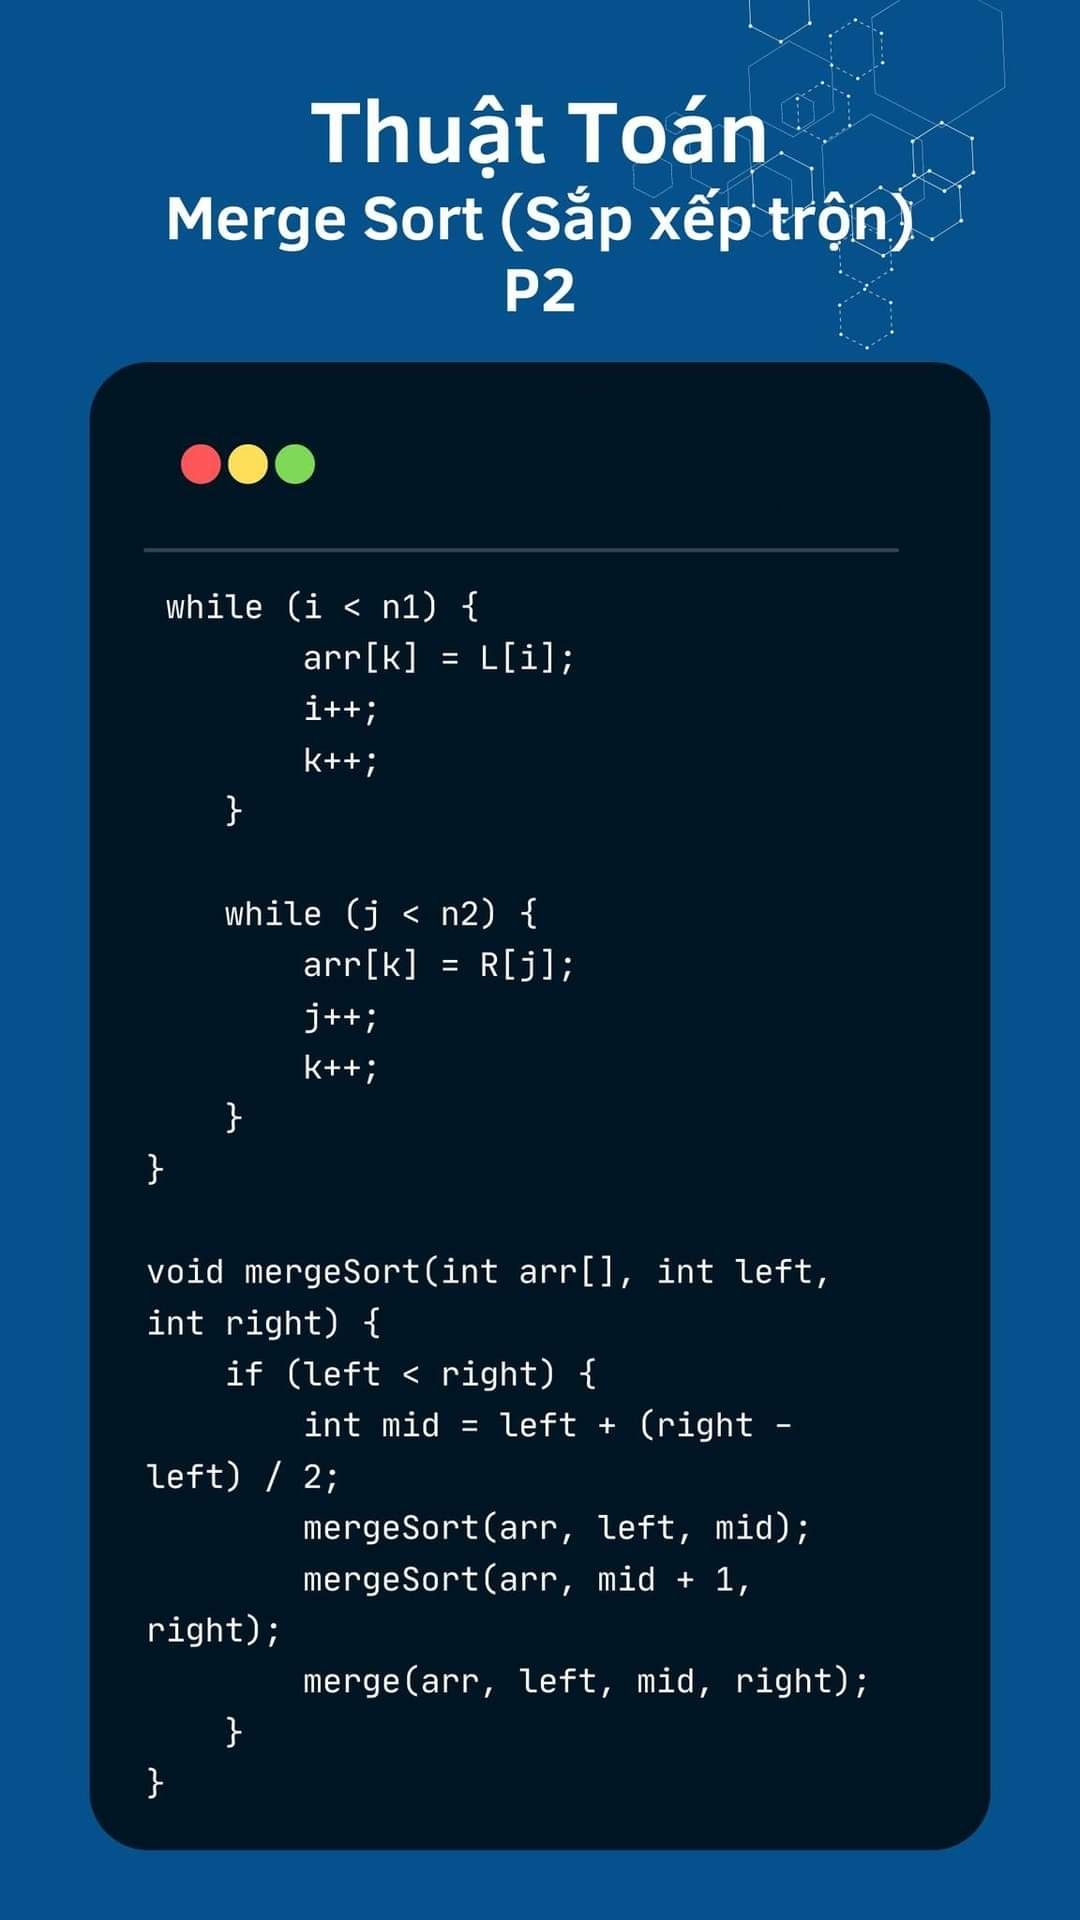 Thuật Toán
Merge Sort (Sắp xếp trộn)
P2
while (i < n1) {
arr[k] = L[i];
i++;
k++;
}
while (j < n2) {
arr[k] = R[j];
j++;
k++;
}
}
void mergeSort(int arr[], int left,
int right) {
if (left < right) {
int mid = left + (right -
left) / 2;
mergeSort(arr, left, mid);
mergeSort(arr, mid + 1,
right);
merge(arr, left, mid, right);
}
}